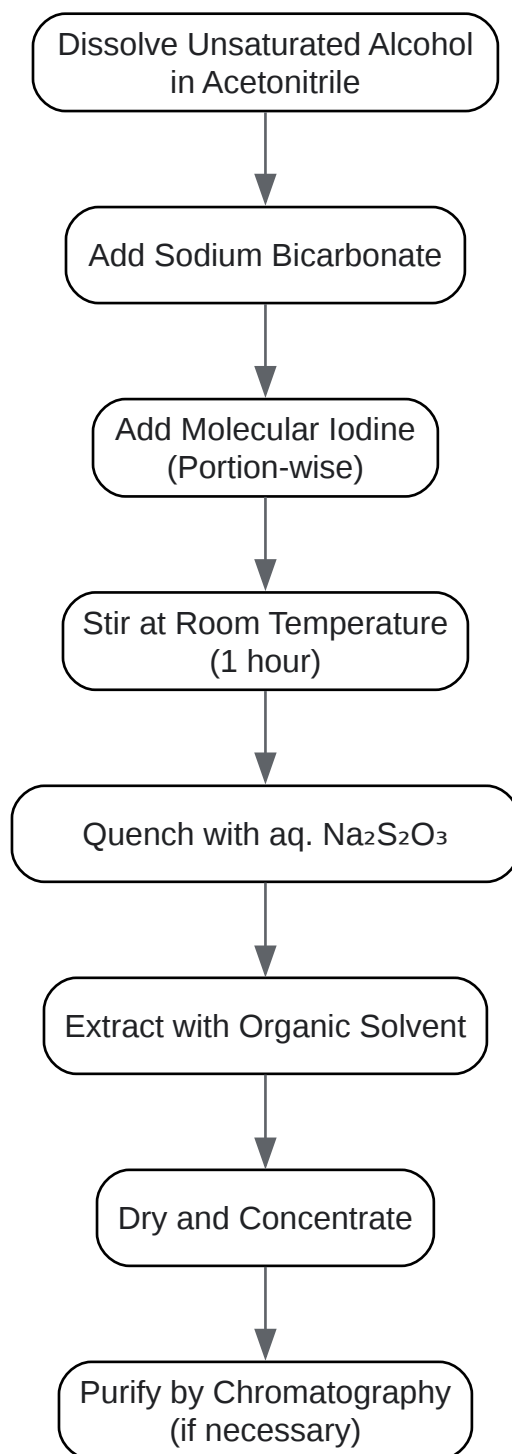 Dissolve Unsaturated Alcohol
in Acetonitrile
Add Sodium Bicarbonate
Add Molecular Iodine
(Portion-wise)
Stir at Room Temperature
(1 hour)
Quench with aq. Na₂S₂O₃
Extract with Organic Solvent
Dry and Concentrate
Purify by Chromatography
(if necessary)